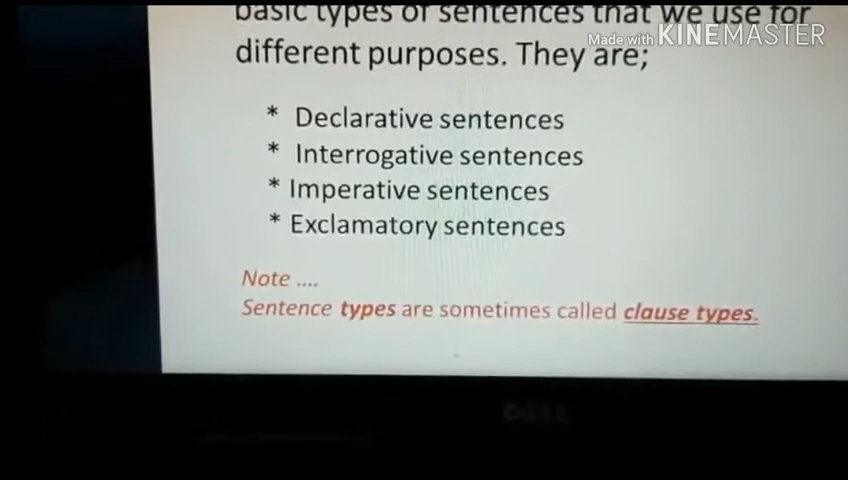 basic types of sentences that we use for
Made with KINEMASTER
different purposes. They are;
* Declarative sentences
* Interrogative sentences
* Imperative sentences
* Exclamatory sentences
Note ....
Sentence types are sometimes called clause types.
DELL